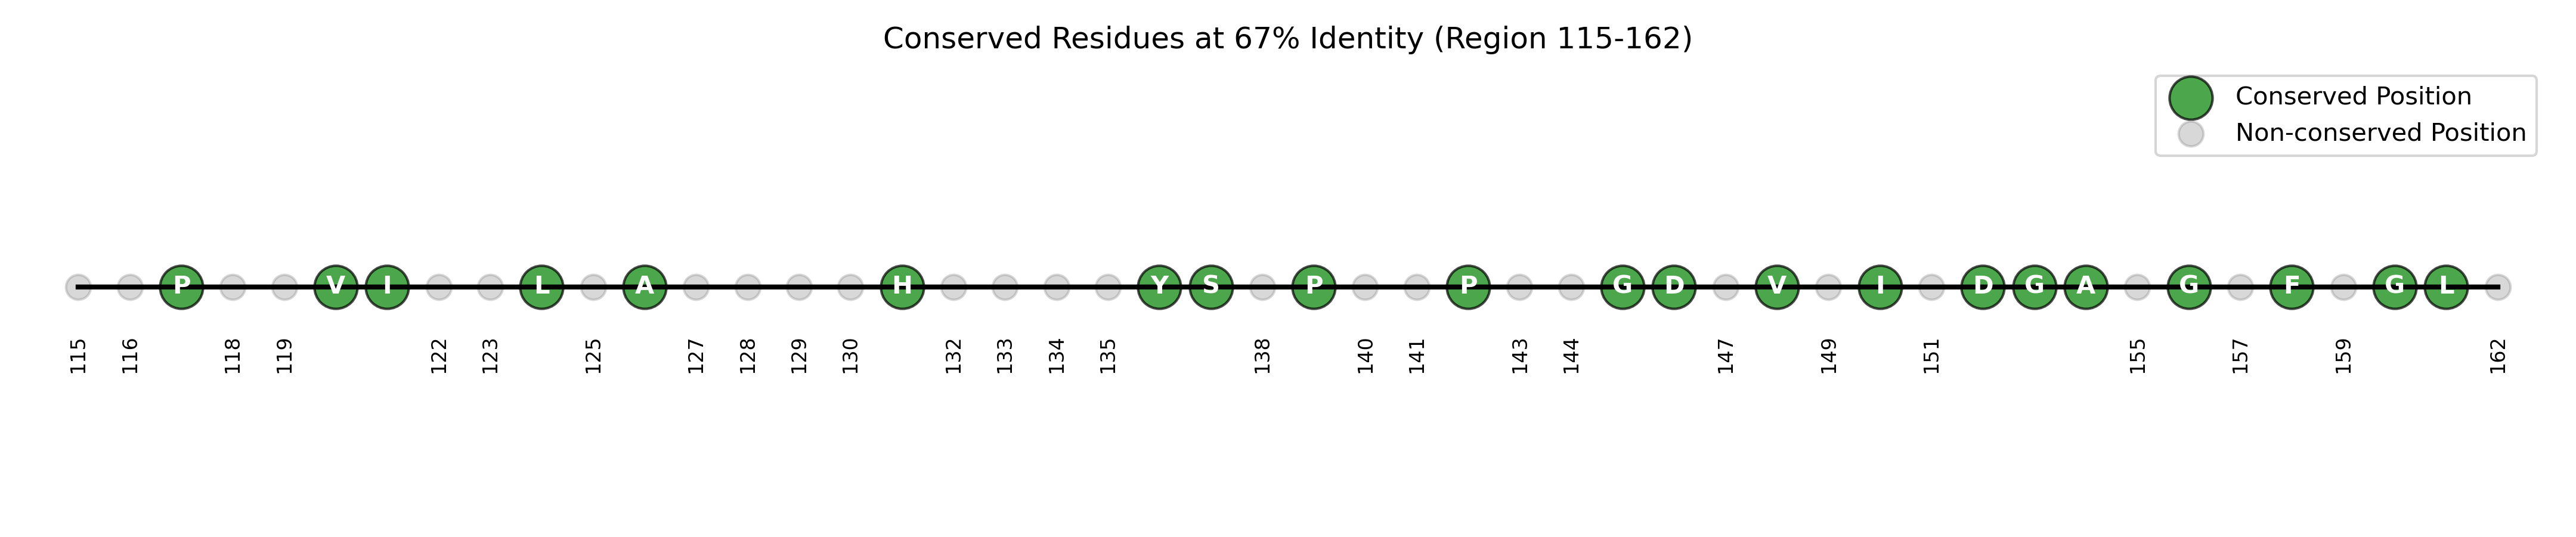 Conserved Residues at 67% Identity (Region 115-162)
Conserved Position
Non-conserved Position
P V I L A H Y S P P G D V I D G A G F G L
115 116 118 119 122 123 125 127 128 129 130 132 133 134 135 138 140 141 143 144 147 149 151 155 157 159 162